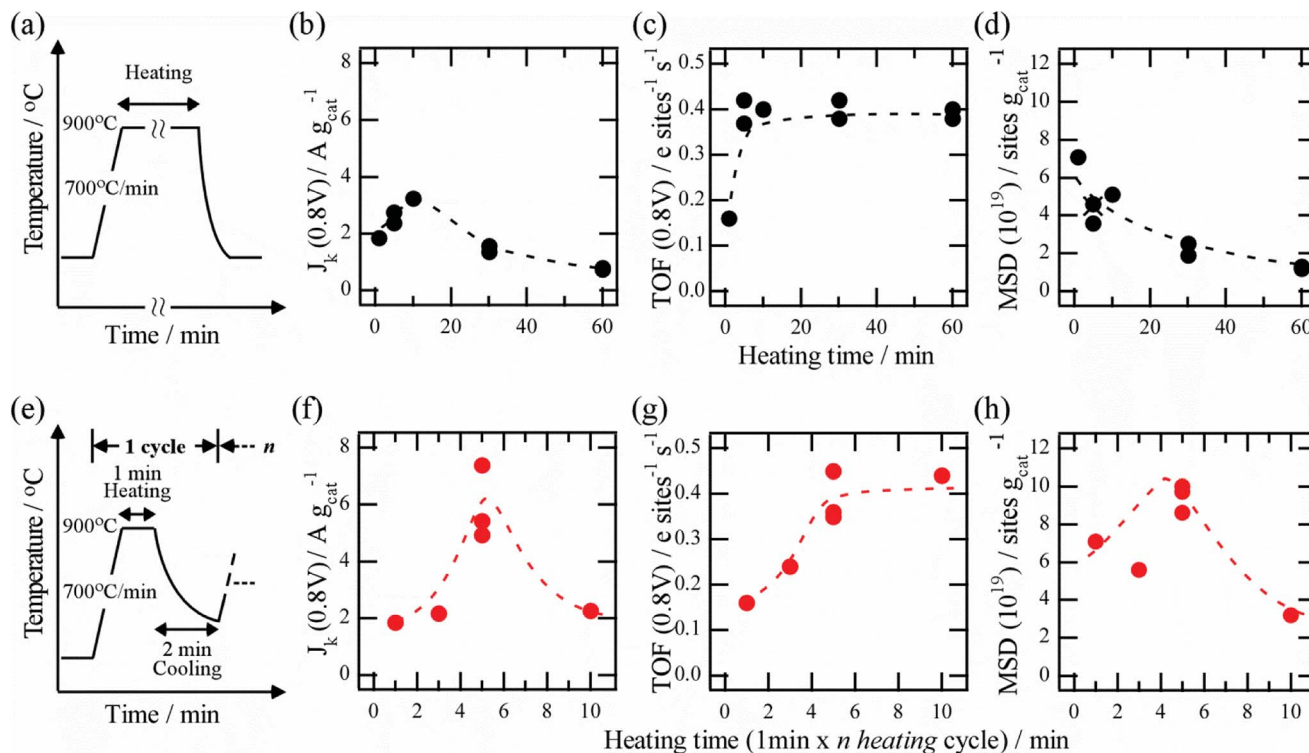 (a)
Temperature / °C
Heating
900°C
700°C/min
Time / min
(b)
J_k (0.8V) / A g_cat^-1
8
6
4
2
0
0 20 40 60
(c)
TOF (0.8V) / e sites^-1 s^-1
0.5
0.4
0.3
0.2
0.1
0.0
0 20 40 60
Heating time / min
(d)
MSD (10^19) / sites g_cat^-1
12
10
8
6
4
2
0
0 20 40 60
(e)
Temperature / °C
1 cycle n
1 min
Heating
900°C
700°C/min
2 min
Cooling
Time / min
(f)
J_k (0.8V) / A g_cat^-1
8
6
4
2
0
0 2 4 6 8 10
(g)
TOF (0.8V) / e sites^-1 s^-1
0.5
0.4
0.3
0.2
0.1
0.0
0 2 4 6 8 10
(h)
MSD (10^19) / sites g_cat^-1
12
10
8
6
4
2
0
0 2 4 6 8 10
Heating time (1min x n heating cycle) / min